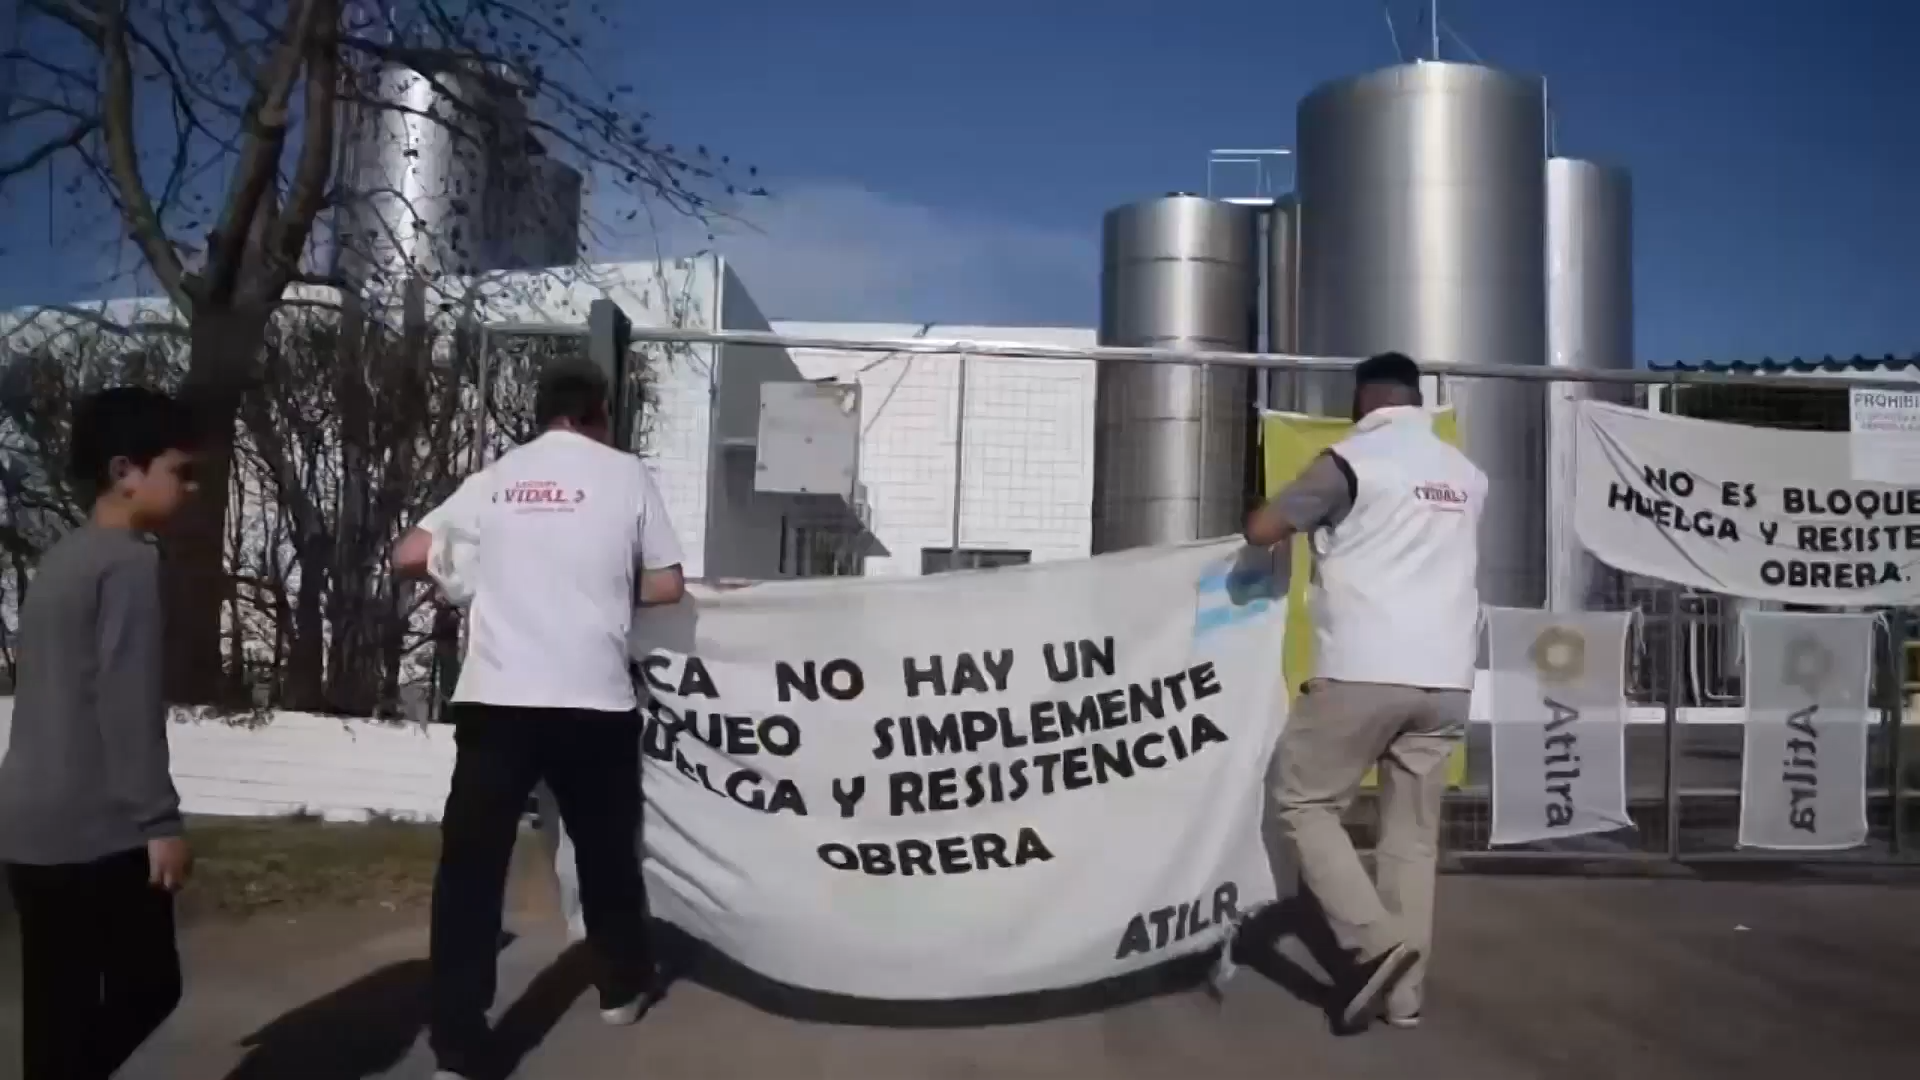 VIDAL
VIDAL
CA NO HAY UN
QUEO SIMPLEMENTE
UELGA Y RESISTENCIA
OBRERA
ATILR
PROHIBI
NO ES BLOQUE
HUELGA Y RESISTE
OBRERA.
Atilra
Atilra